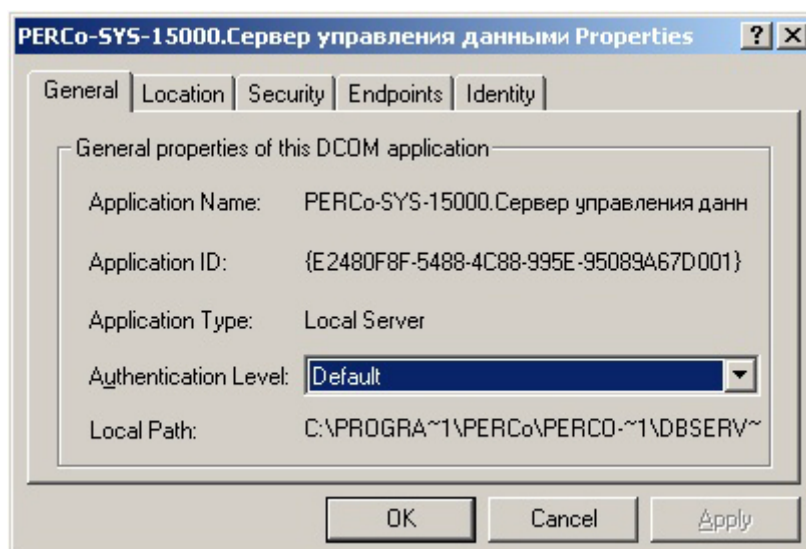 PERCo-SYS-15000.Сервер управления данными Properties
General Location Security Endpoints Identity
General properties of this DCOM application
Application Name: PERCo-SYS-15000.Сервер управления данн
Application ID: {E2480F8F-5488-4C88-995E-95089A67D001}
Application Type: Local Server
Authentication Level: Default
Local Path: C:\PROGRA~1\PERCo\PERCO-~1\DBSERV~
OK Cancel Apply